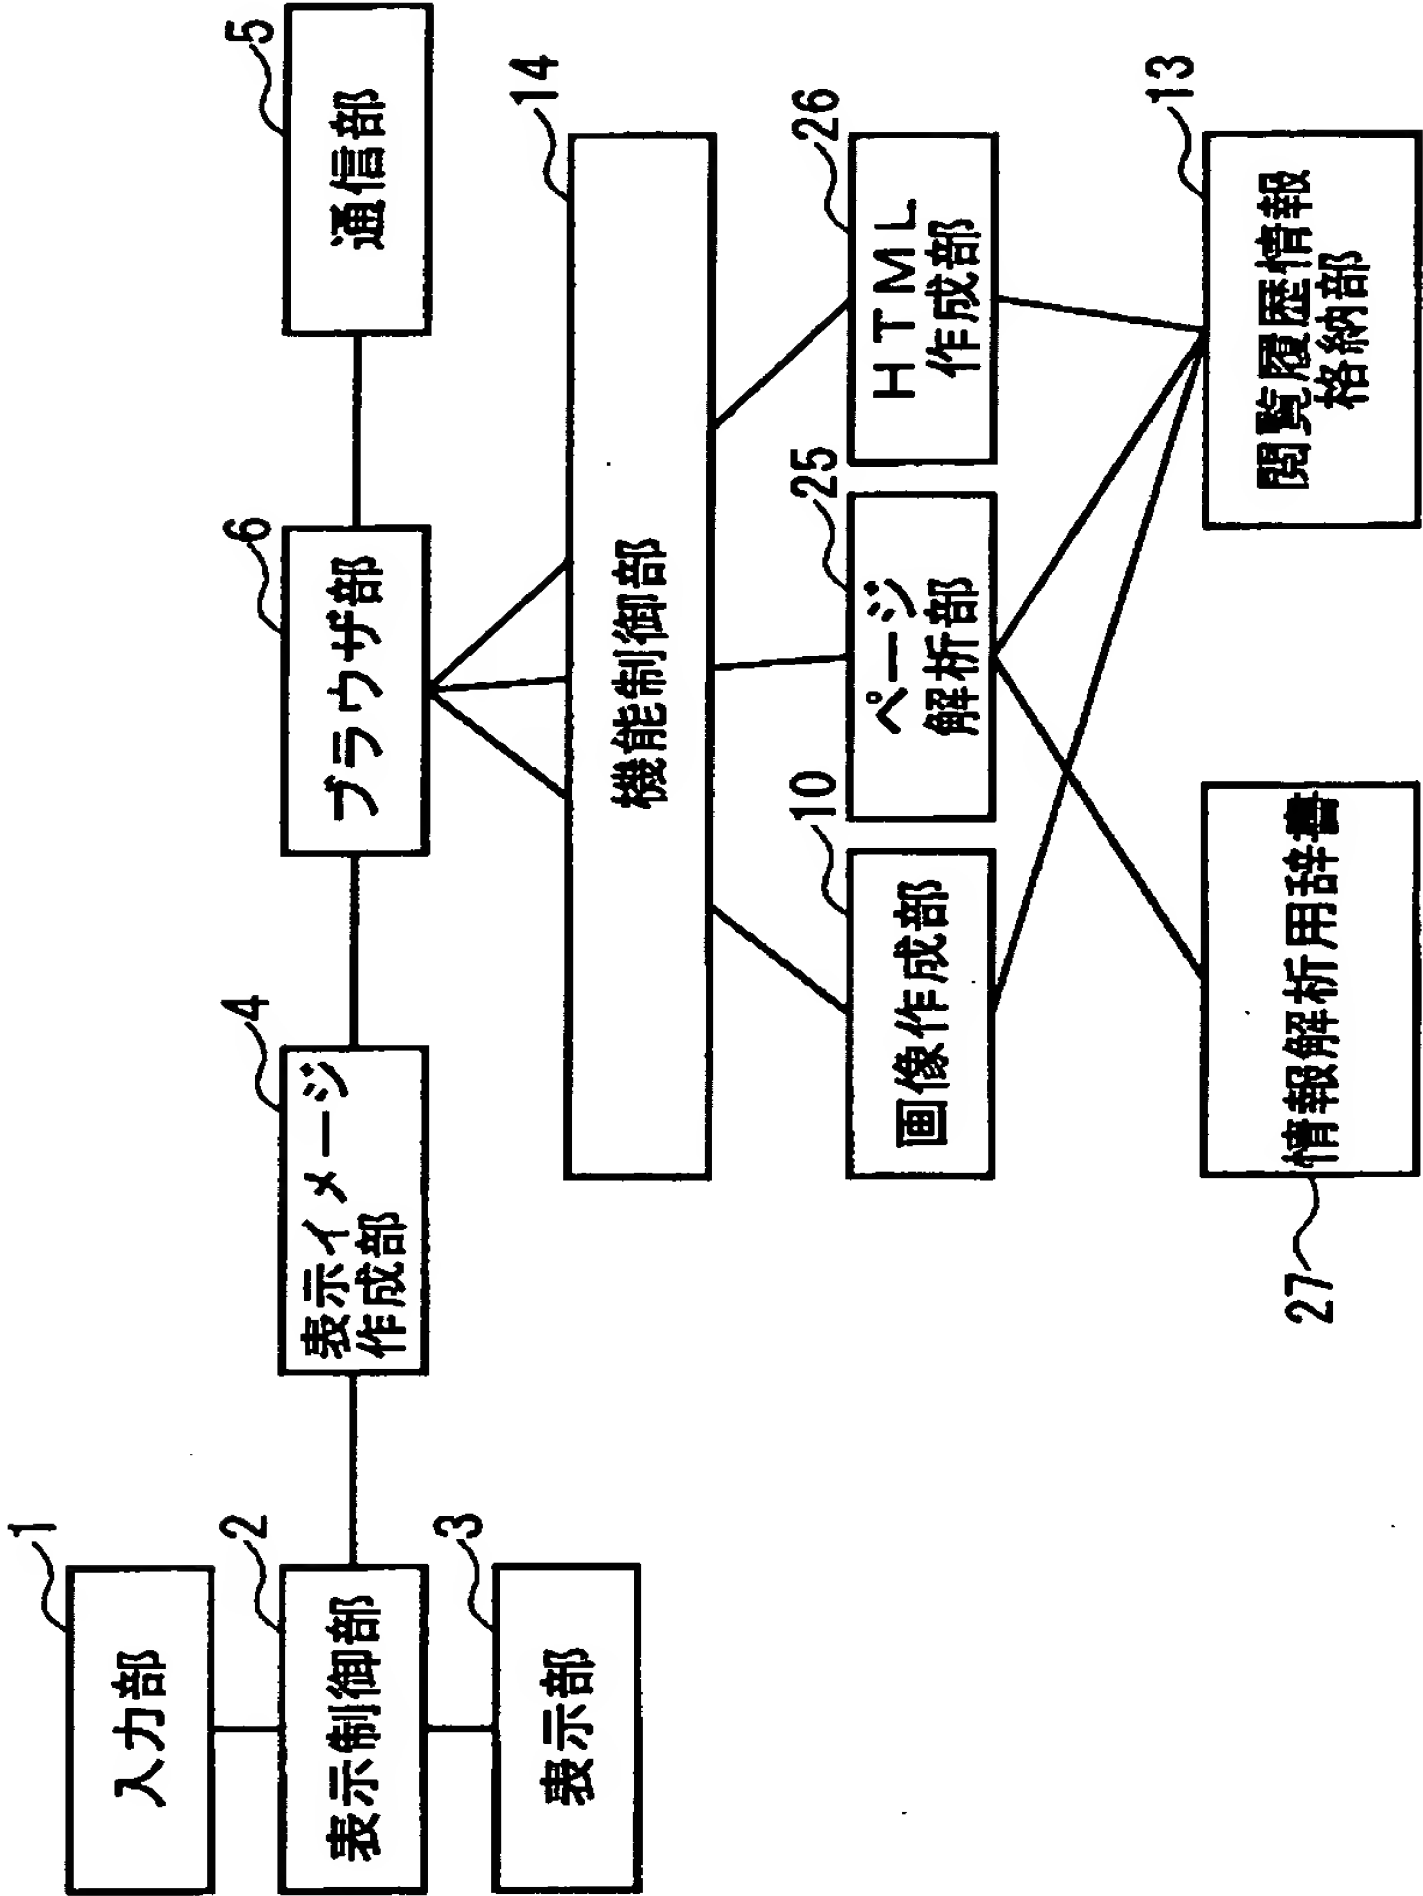 1
入力部
2
表示制御部
3
表示部
4
表示イメージ
作成部
6
ブラウザ部
5
通信部
14
機能制御部
10
画像作成部
25
ページ
解析部
26
HTML
作成部
27
情報解析用辞書
13
閲覧履歴情報
格納部